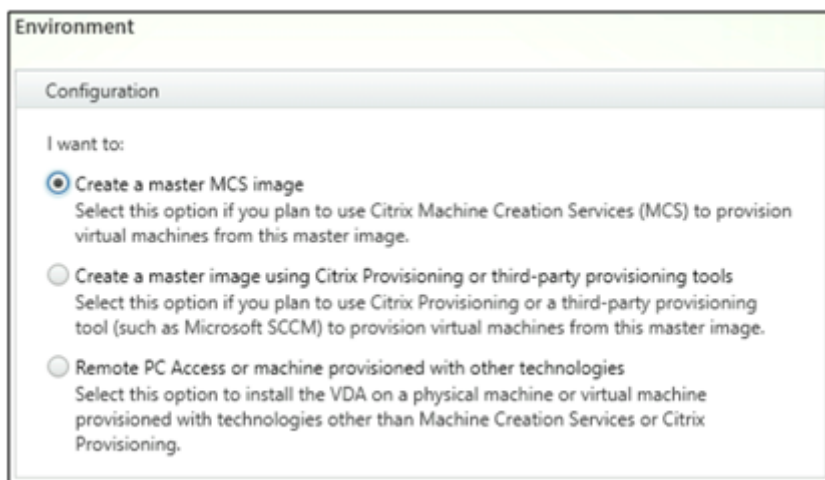 Environment
Configuration
I want to:
Create a master MCS image
Select this option if you plan to use Citrix Machine Creation Services (MCS) to provision
virtual machines from this master image.
Create a master image using Citrix Provisioning or third-party provisioning tools
Select this option if you plan to use Citrix Provisioning or a third-party provisioning
tool (such as Microsoft SCCM) to provision virtual machines from this master image.
Remote PC Access or machine provisioned with other technologies
Select this option to install the VDA on a physical machine or virtual machine
provisioned with technologies other than Machine Creation Services or Citrix
Provisioning.